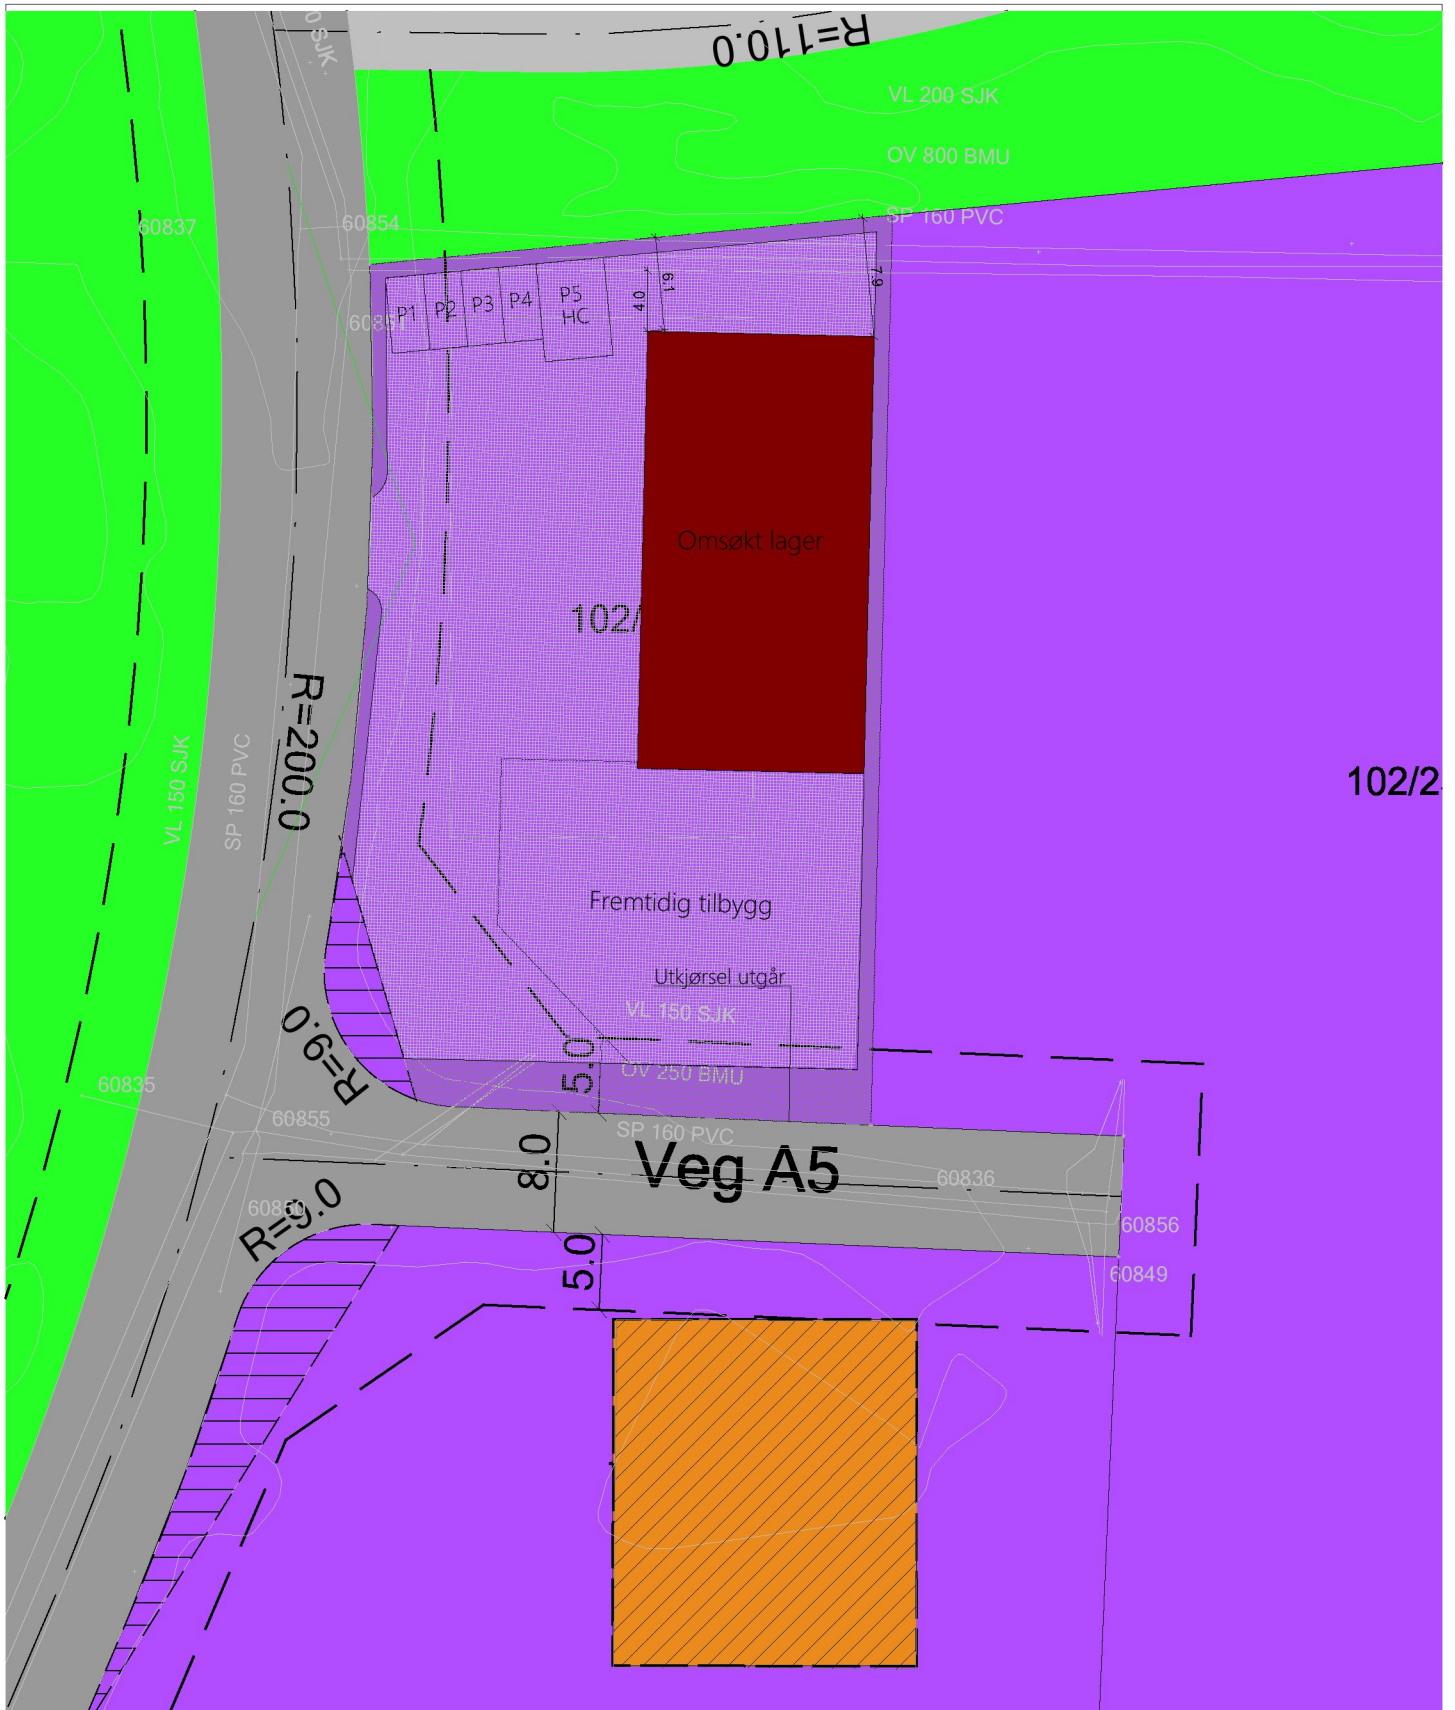 0 SJK
R=110.0
VL 200 SJK
OV 800 BMU
SP 160 PVC
60837
60854
7.9
6.1
4.0
P1
P2
P3
P4
P5
HC
Omsøkt lager
102/
R=200.0
VL 150 SJK
SP 160 PVC
102/2
Fremtidig tilbygg
Utkjørsel utgår
VL 150 SJK
R=9.0
5.0
OV 250 BMU
60835
60855
SP 160 PVC
8.0
Veg A5
60836
R=9.0
60856
5.0
60849